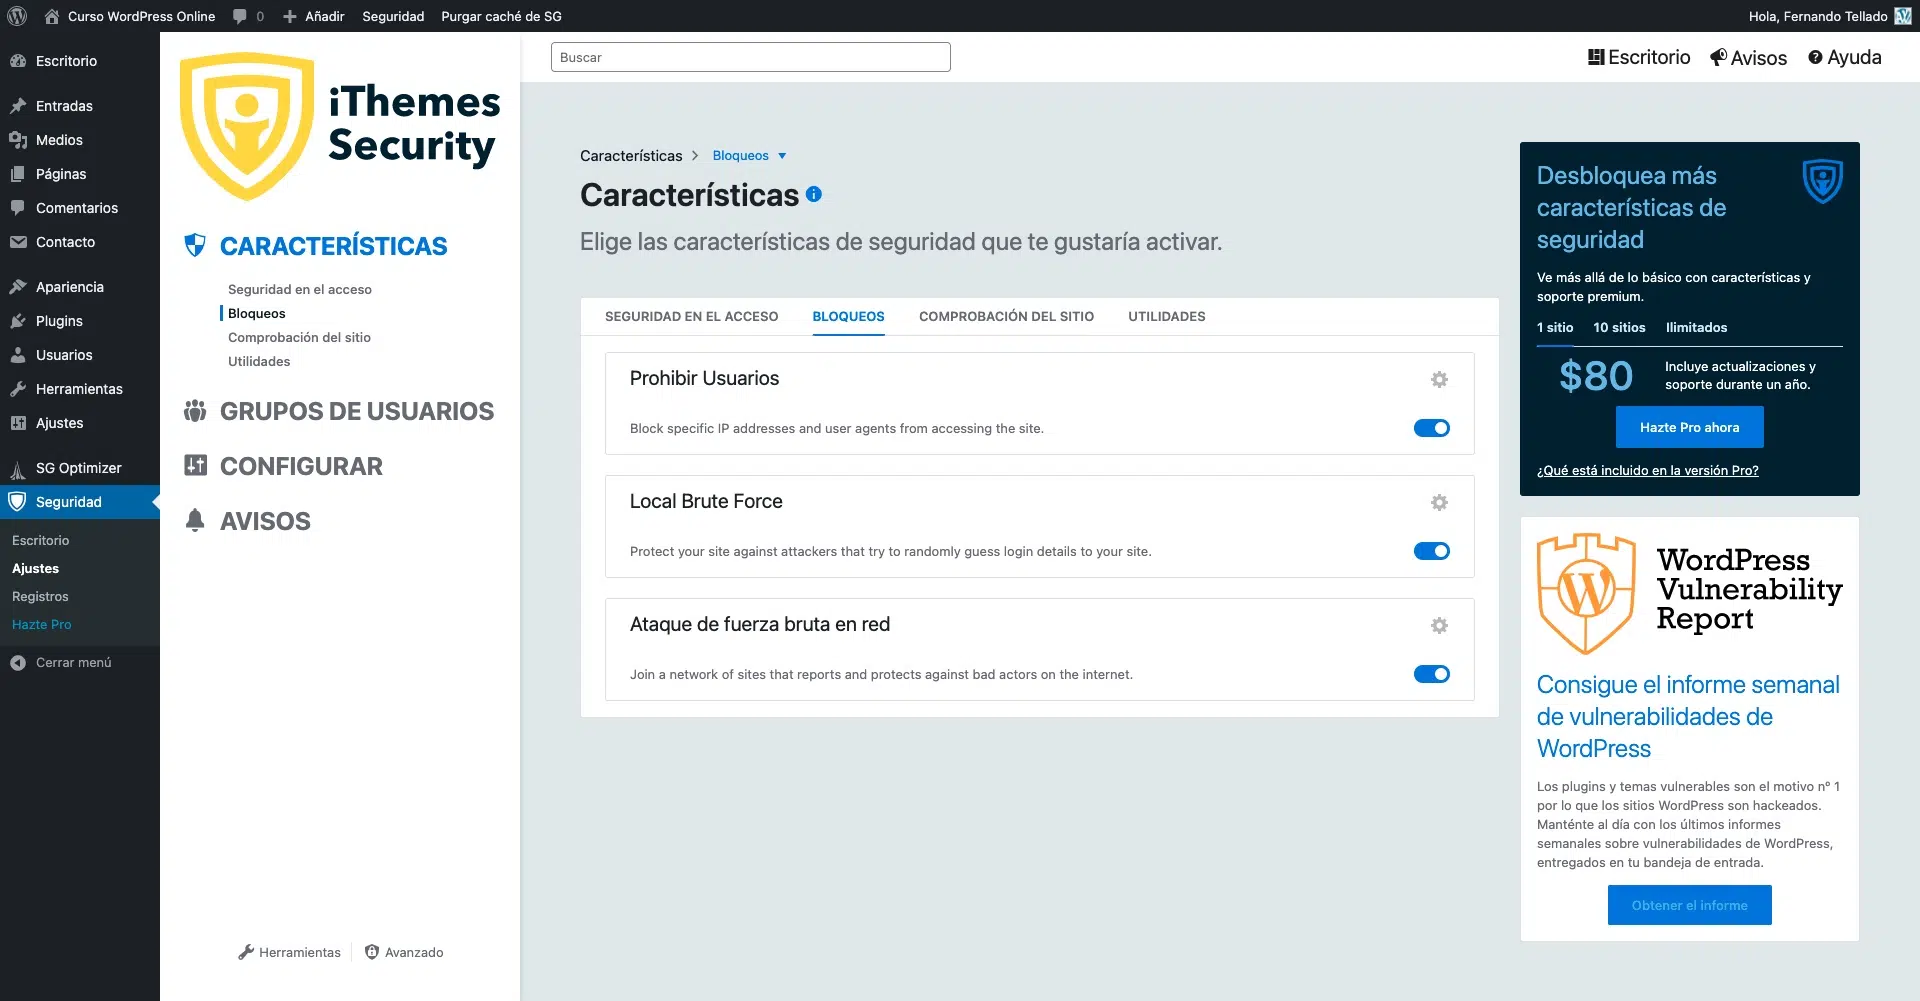 Curso WordPress Online 0 Añadir Seguridad Purgar caché de SG Hola, Fernando Tellado
Escritorio
Entradas
Medios
Páginas
Comentarios
Contacto
Apariencia
Plugins
Usuarios
Herramientas
Ajustes
SG Optimizer
Seguridad
Escritorio
Ajustes
Registros
Hazte Pro
Cerrar menú
iThemes
Security
CARACTERÍSTICAS
Seguridad en el acceso
Bloqueos
Comprobación del sitio
Utilidades
GRUPOS DE USUARIOS
CONFIGURAR
AVISOS
Herramientas Avanzado
Buscar
Escritorio Avisos Ayuda
Características Bloqueos
Características
Elige las características de seguridad que te gustaría activar.
SEGURIDAD EN EL ACCESO BLOQUEOS COMPROBACIÓN DEL SITIO UTILIDADES
Prohibir Usuarios
Block specific IP addresses and user agents from accessing the site.
Local Brute Force
Protect your site against attackers that try to randomly guess login details to your site.
Ataque de fuerza bruta en red
Join a network of sites that reports and protects against bad actors on the internet.
Desbloquea más
características de
seguridad
Ve más allá de lo básico con características y
soporte premium.
1 sitio 10 sitios Ilimitados
$80
Incluye actualizaciones y
soporte durante un año.
Hazte Pro ahora
¿Qué está incluido en la versión Pro?
WordPress
Vulnerability
Report
Consigue el informe semanal
de vulnerabilidades de
WordPress
Los plugins y temas vulnerables son el motivo nº 1
por lo que los sitios WordPress son hackeados.
Manténte al día con los últimos informes
semanales sobre vulnerabilidades de WordPress,
entregados en tu bandeja de entrada.
Obtener el informe